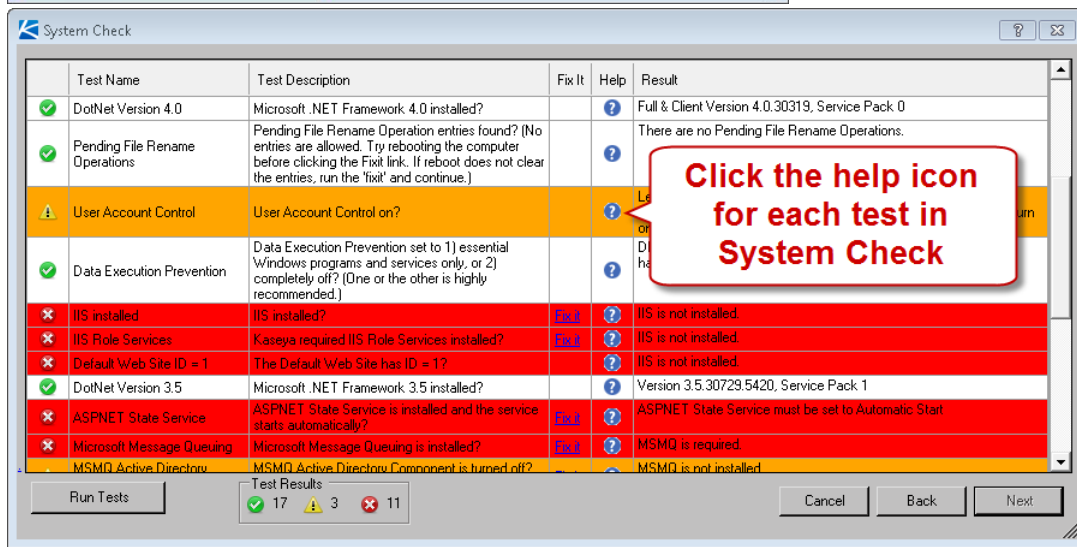 System Check
Test Name Test Description Fix It Help Result
DotNet Version 4.0 Microsoft .NET Framework 4.0 installed? Full & Client Version 4.0.30319, Service Pack 0
Pending File Rename Operations Pending File Rename Operation entries found? (No There are no Pending File Rename Operations.
entries are allowed. Try rebooting the computer
before clicking the Fixit link. If reboot does not clear
the entries, run the 'fixit' and continue.)
User Account Control User Account Control on?
Click the help icon
for each test in
System Check
Data Execution Prevention Data Execution Prevention set to 1) essential
Windows programs and services only, or 2)
completely off? (One or the other is highly
recommended.)
IIS installed IIS installed? Fix it IIS is not installed.
IIS Role Services Kaseya required IIS Role Services installed? Fix it IIS is not installed.
Default Web Site ID = 1 The Default Web Site has ID = 1? IIS is not installed.
DotNet Version 3.5 Microsoft .NET Framework 3.5 installed? Version 3.5.30729.5420, Service Pack 1
ASPNET State Service ASPNET State Service is installed and the service Fix it ASPNET State Service must be set to Automatic Start
starts automatically?
Microsoft Message Queuing Microsoft Message Queuing is installed? Fix it MSMQ is required.
MSMQ Active Directory MSMQ Active Directory Component is turned off? MSMQ is not installed
Run Tests
Test Results
17 3 11
Cancel Back Next